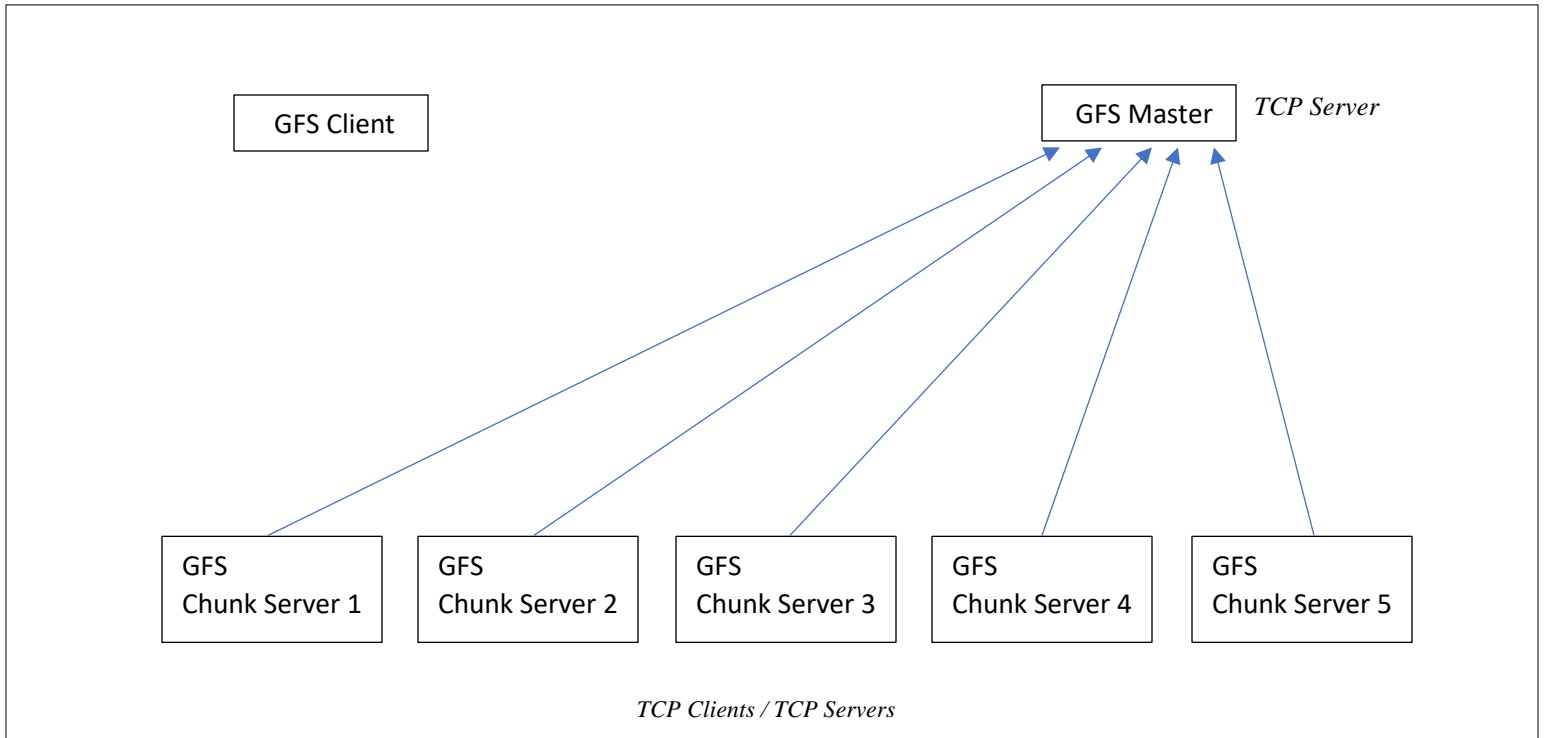 GFS Client
GFS Master
TCP Server
GFS
Chunk Server 1
GFS
Chunk Server 2
GFS
Chunk Server 3
GFS
Chunk Server 4
GFS
Chunk Server 5
TCP Clients / TCP Servers